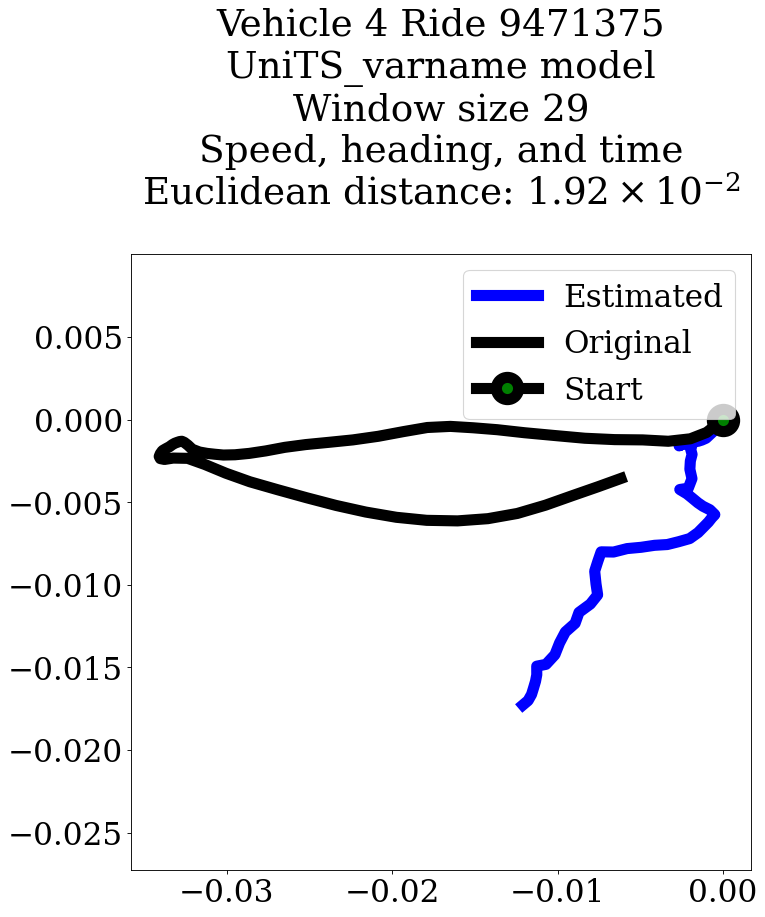 Vehicle 4 Ride 9471375
UniTS_varname model
Window size 29
Speed, heading, and time
Euclidean distance: $1.92 \times 10^{-2}$
Estimated
Original
Start
0.005
0.000
−0.005
−0.010
−0.015
−0.020
−0.025
−0.03
−0.02
−0.01
0.00